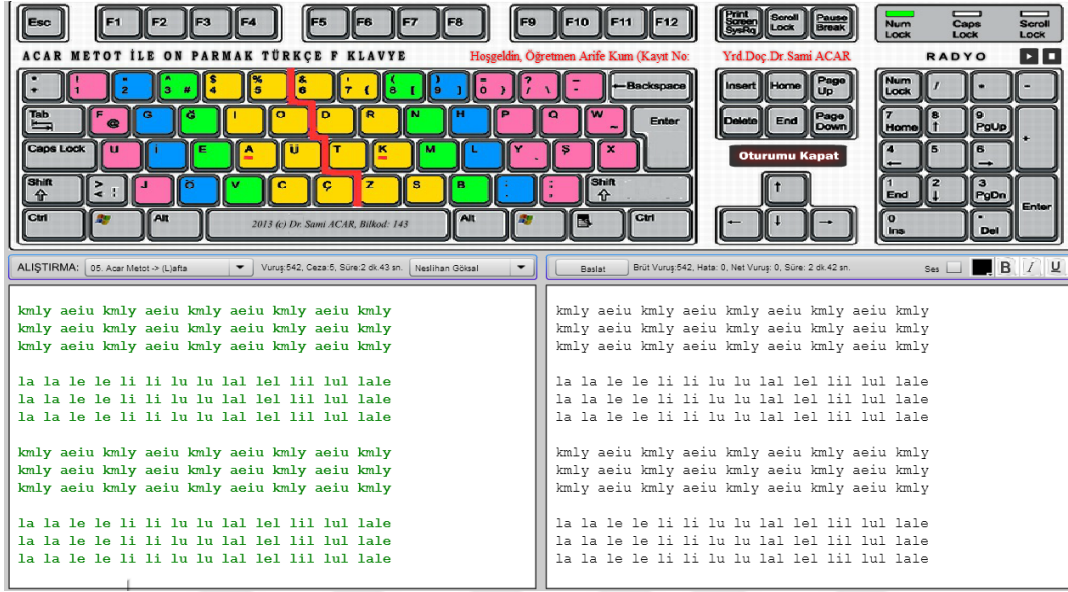 Esc F1 F2 F3 F4 F5 F6 F7 F8 F9 F10 F11 F12 Print Screen SysRq Scroll Lock Pause Break Num Lock Caps Lock Scroll Lock
ACAR METOT İLE ON PARMAK TÜRKÇE F KLAVYE Hoşgeldin, Öğretmen Arife Kum (Kayıt No: Yrd.Doç.Dr.Sami ACAR RADYO
* + ! 1 " 2 ^ 3 # $ 4 % 5 & 6 ' 7 { ( 8 [ ) 9 ] = 0 } ? / \ _ - Backspace Insert Home Page Up Num Lock / * -
Tab F @ G Ğ I O D R N H P Q W ~ Enter Delete End Page Down 7 Home 8 ↑ 9 PgUp +
Caps Lock U İ E A Ü T K M L Y Ş X Oturumu Kapat 4 ← 5 6 →
Shift > < | J Ö V C Ç Z S B : . ; , Shift ↑ 1 End 2 ↓ 3 PgDn Enter
Ctrl Alt 2013 (c) Dr. Sami ACAR, Bilkod: 143 Alt Ctrl ← ↓ → 0 Ins Del
ALIŞTIRMA: 05. Acar Metot -> (L)afta Vuruş:542, Ceza:5, Süre:2 dk.43 sn. Neslihan Göksal Baslat Brüt Vuruş:542, Hata: 0, Net Vuruş: 0, Süre: 2 dk.42 sn. Ses B I U
kmly aeiu kmly aeiu kmly aeiu kmly aeiu kmly
kmly aeiu kmly aeiu kmly aeiu kmly aeiu kmly
kmly aeiu kmly aeiu kmly aeiu kmly aeiu kmly
la la le le li li lu lu lal lel lil lul lale
la la le le li li lu lu lal lel lil lul lale
la la le le li li lu lu lal lel lil lul lale
kmly aeiu kmly aeiu kmly aeiu kmly aeiu kmly
kmly aeiu kmly aeiu kmly aeiu kmly aeiu kmly
kmly aeiu kmly aeiu kmly aeiu kmly aeiu kmly
la la le le li li lu lu lal lel lil lul lale
la la le le li li lu lu lal lel lil lul lale
la la le le li li lu lu lal lel lil lul lale
kmly aeiu kmly aeiu kmly aeiu kmly aeiu kmly
kmly aeiu kmly aeiu kmly aeiu kmly aeiu kmly
kmly aeiu kmly aeiu kmly aeiu kmly aeiu kmly
la la le le li li lu lu lal lel lil lul lale
la la le le li li lu lu lal lel lil lul lale
la la le le li li lu lu lal lel lil lul lale
kmly aeiu kmly aeiu kmly aeiu kmly aeiu kmly
kmly aeiu kmly aeiu kmly aeiu kmly aeiu kmly
kmly aeiu kmly aeiu kmly aeiu kmly aeiu kmly
la la le le li li lu lu lal lel lil lul lale
la la le le li li lu lu lal lel lil lul lale
la la le le li li lu lu lal lel lil lul lale